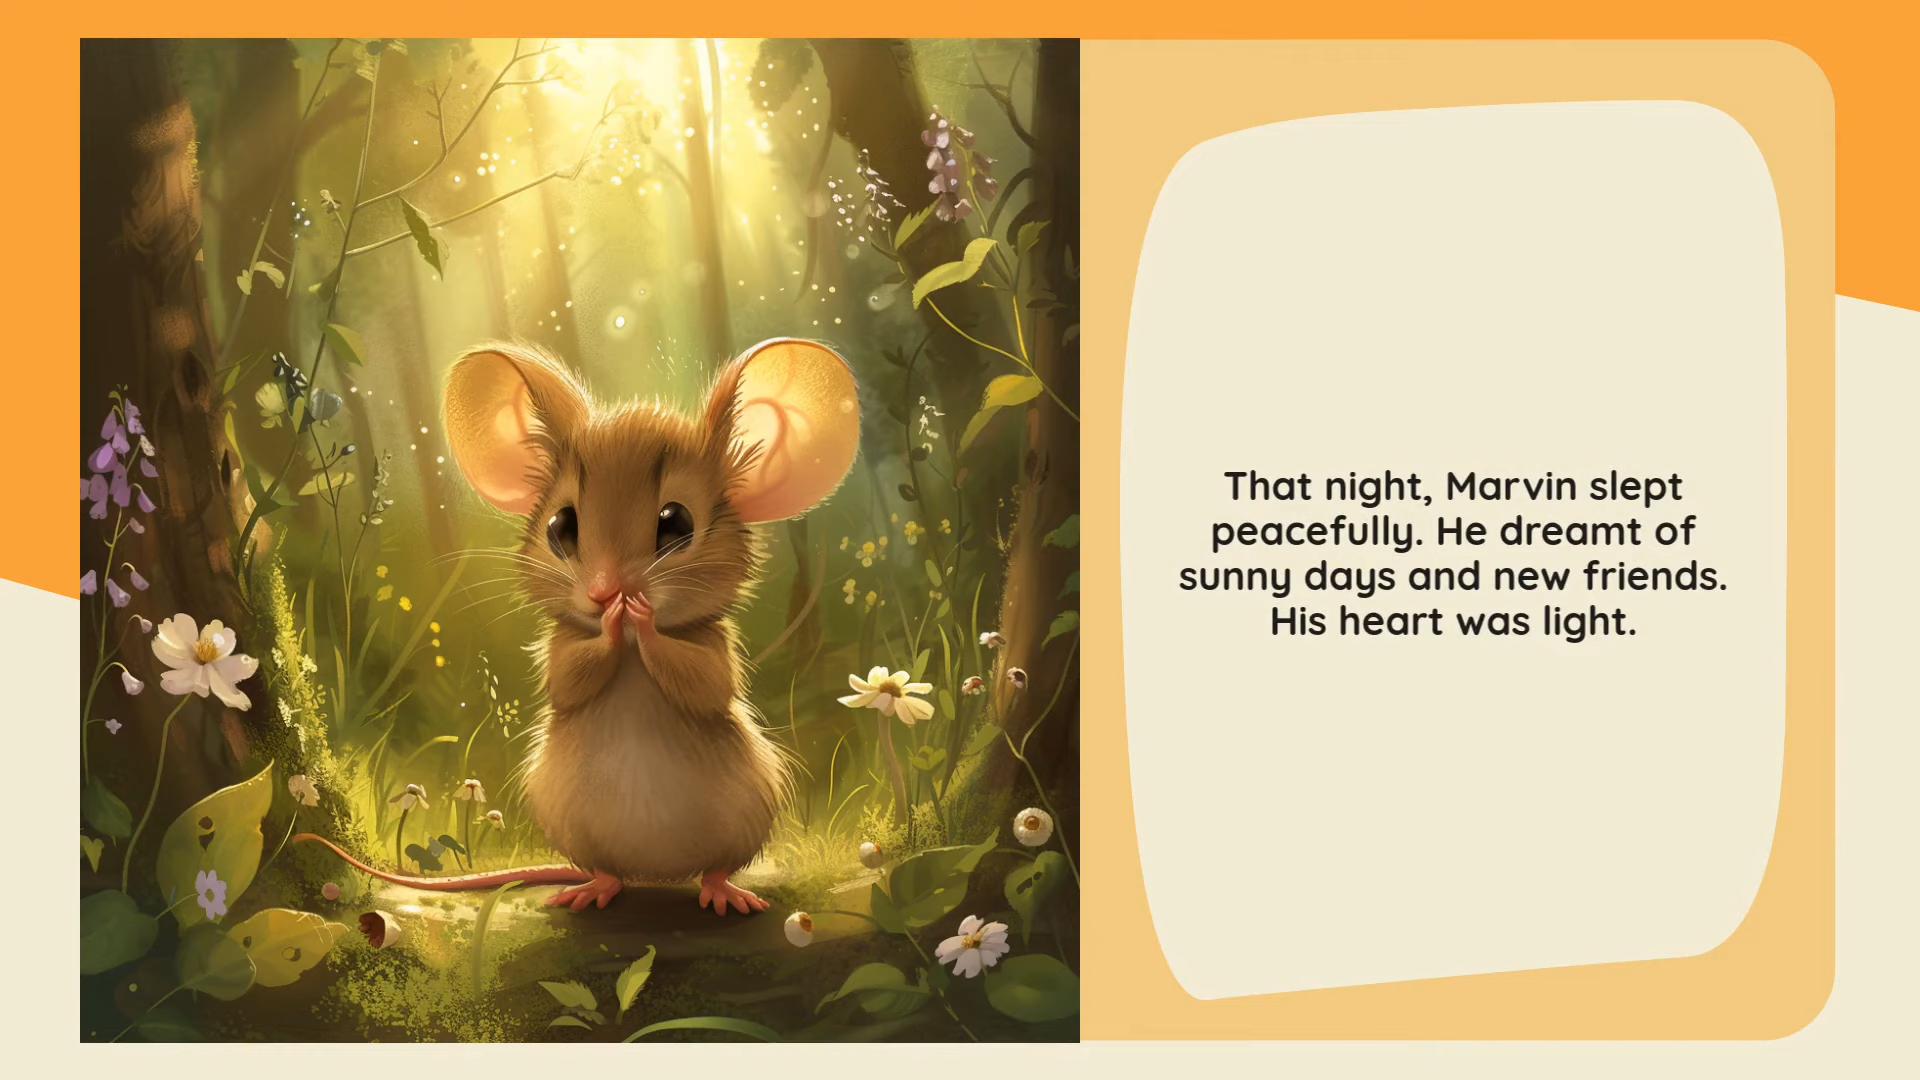 That night, Marvin slept
peacefully. He dreamt of
sunny days and new friends.
His heart was light.